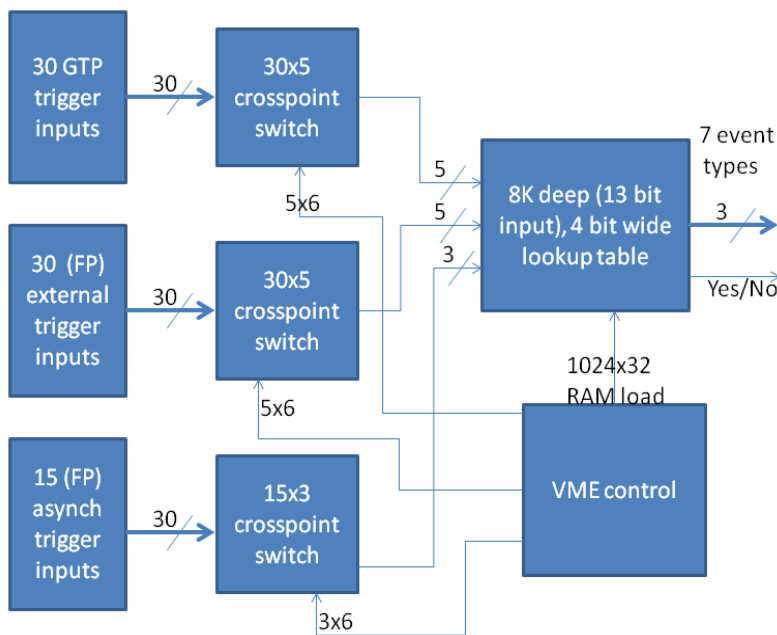 30 GTP
trigger
inputs
30
30x5
crosspoint
switch
5x6
30 (FP)
external
trigger
inputs
30
30x5
crosspoint
switch
5x6
15 (FP)
asynch
trigger
inputs
30
15x3
crosspoint
switch
3x6
5
5
3
8K deep (13 bit
input), 4 bit wide
lookup table
7 event
types
3
Yes/No
1024x32
RAM load
VME control